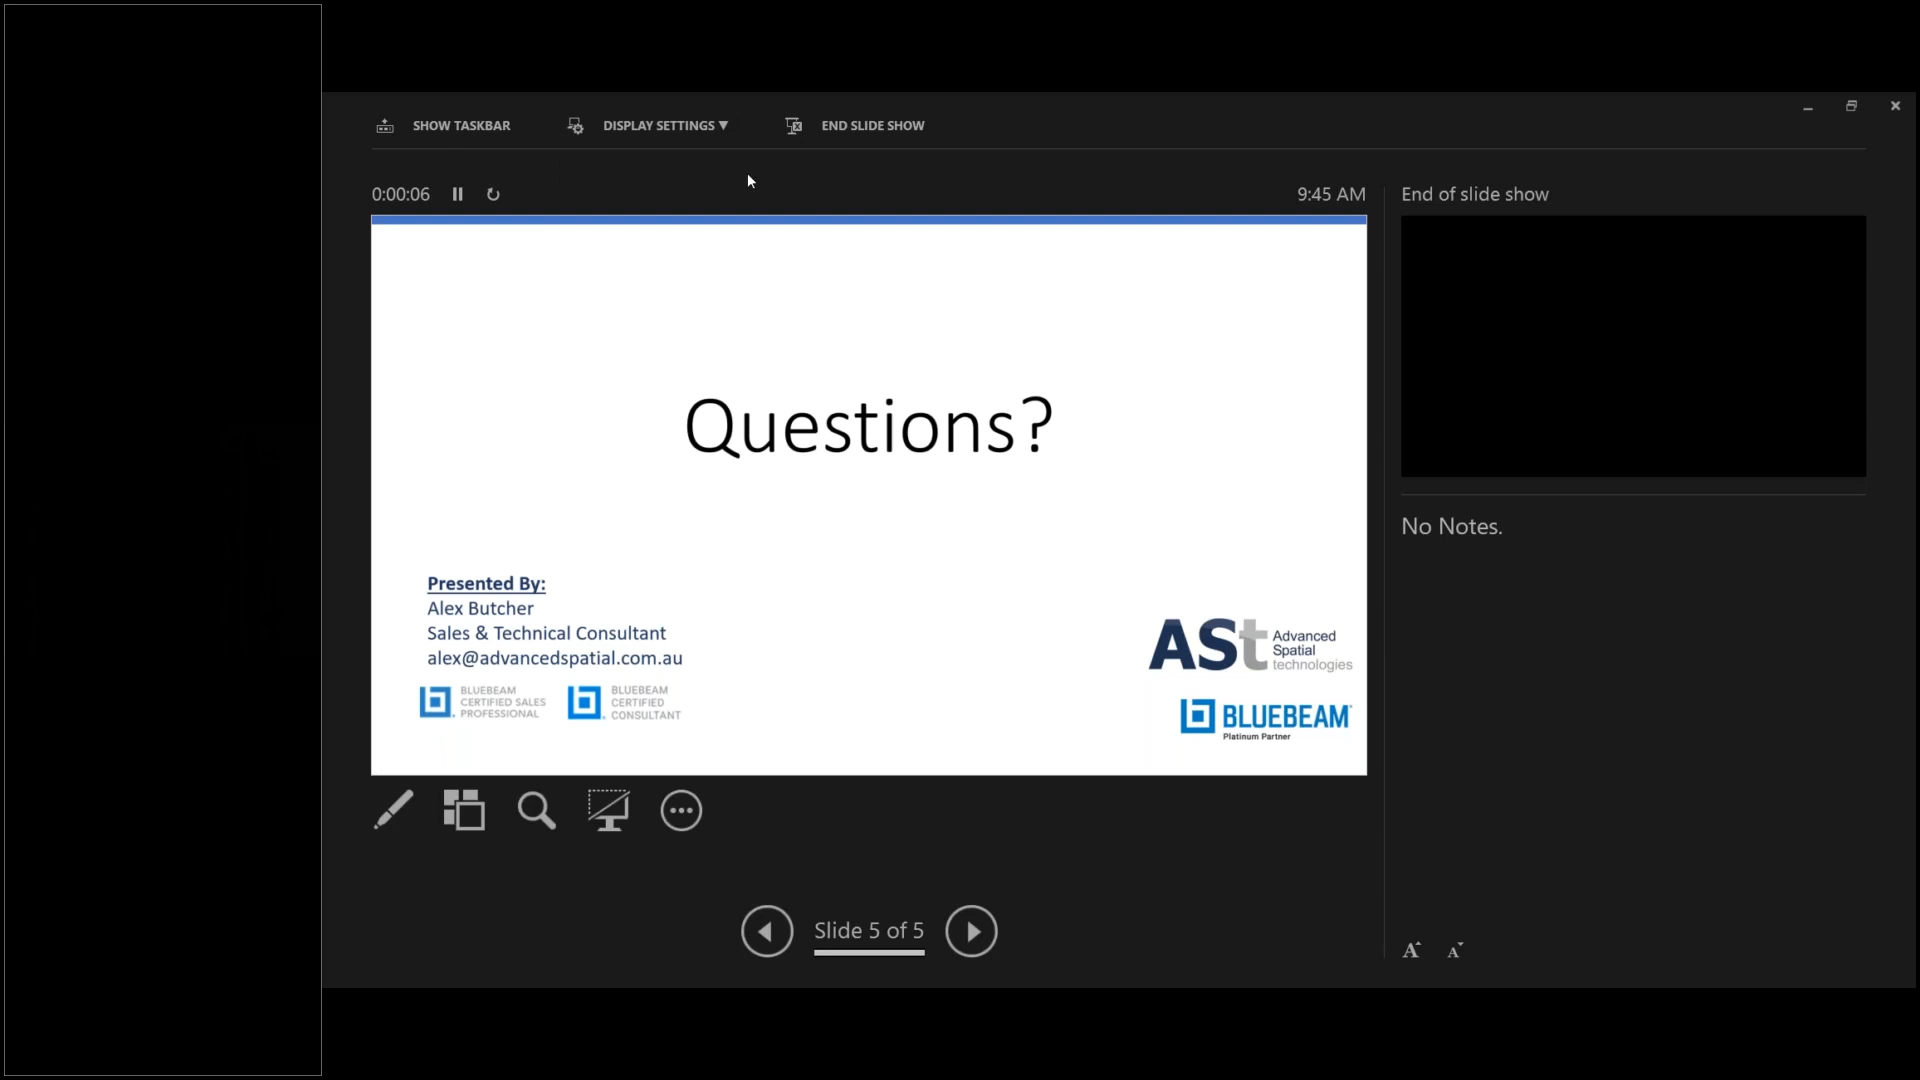 SHOW TASKBAR
DISPLAY SETTINGS ▼
END SLIDE SHOW
0:00:06
9:45 AM
End of slide show
Questions?
Presented By:
Alex Butcher
Sales & Technical Consultant
alex@advancedspatial.com.au
BLUEBEAM
CERTIFIED SALES
PROFESSIONAL
BLUEBEAM
CERTIFIED
CONSULTANT
ASt
Advanced
Spatial
technologies
BLUEBEAM
Platinum Partner
No Notes.
Slide 5 of 5
A A